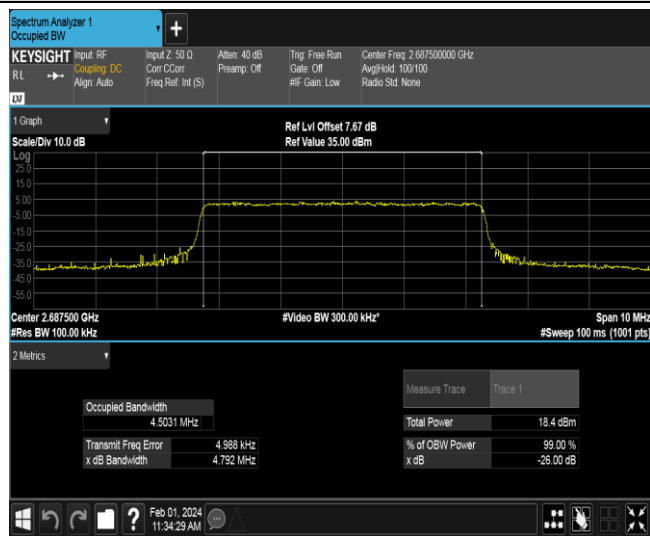 Spectrum Analyzer 1
Occupied BW
+
KEYSIGHT
RL
LXI
Input: RF
Coupling: DC
Align: Auto
Input Z: 50 Ω
Corr CCorr
Freq Ref: Int (S)
Atten: 40 dB
Preamp: Off
Trig: Free Run
Gate: Off
#IF Gain: Low
Center Freq: 2.687500000 GHz
Avg|Hold: 100/100
Radio Std: None
1 Graph
Scale/Div 10.0 dB
Ref Lvl Offset 7.67 dB
Ref Value 35.00 dBm
Log
25.0
15.0
5.00
-5.00
-15.0
-25.0
-35.0
-45.0
-55.0
Center 2.687500 GHz
#Video BW 300.00 kHz*
Span 10 MHz
#Res BW 100.00 kHz
#Sweep 100 ms (1001 pts)
2 Metrics
Measure Trace Trace 1
Occupied Bandwidth
4.5031 MHz
Total Power 18.4 dBm
Transmit Freq Error 4.988 kHz
% of OBW Power 99.00 %
x dB Bandwidth 4.792 MHz
x dB -26.00 dB
?
Feb 01, 2024
11:34:29 AM